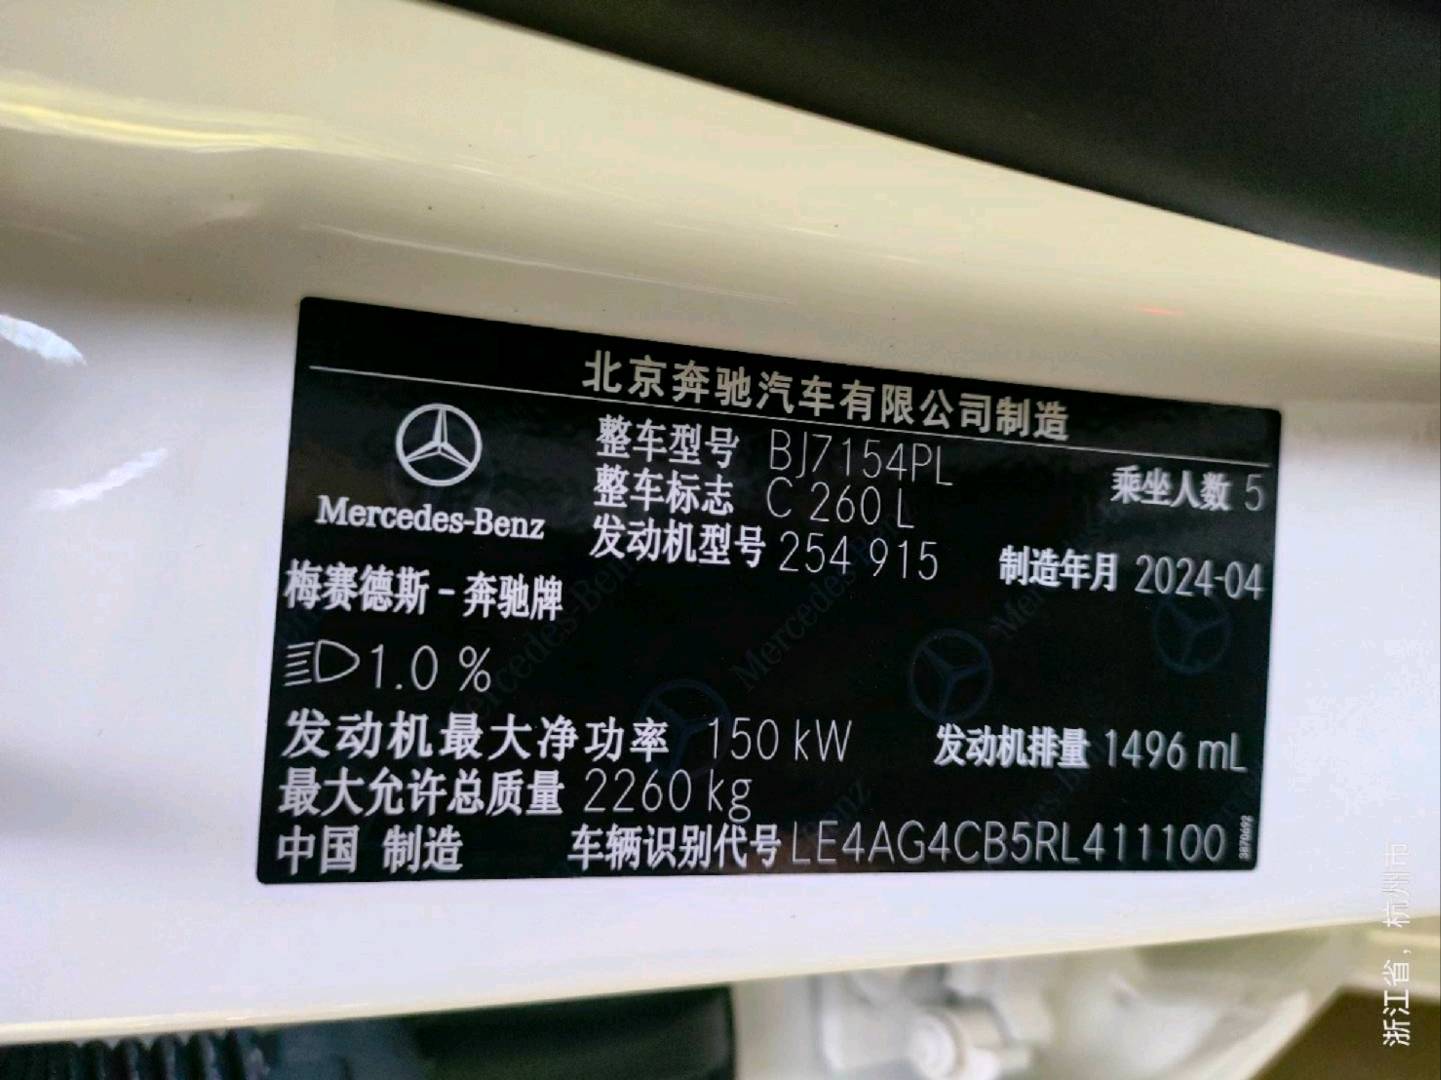 北京奔驰汽车有限公司制造
Mercedes-Benz
梅赛德斯-奔驰牌
整车型号 BJ7154PL
整车标志 C 260 L
发动机型号 254 915
乘坐人数 5
制造年月 2024-04
1.0 %
发动机最大净功率 150 kW 发动机排量 1496 mL
最大允许总质量 2260 kg
中国 制造 车辆识别代号 LE4AG4CB5RL411100
3870692
浙江省，杭州市